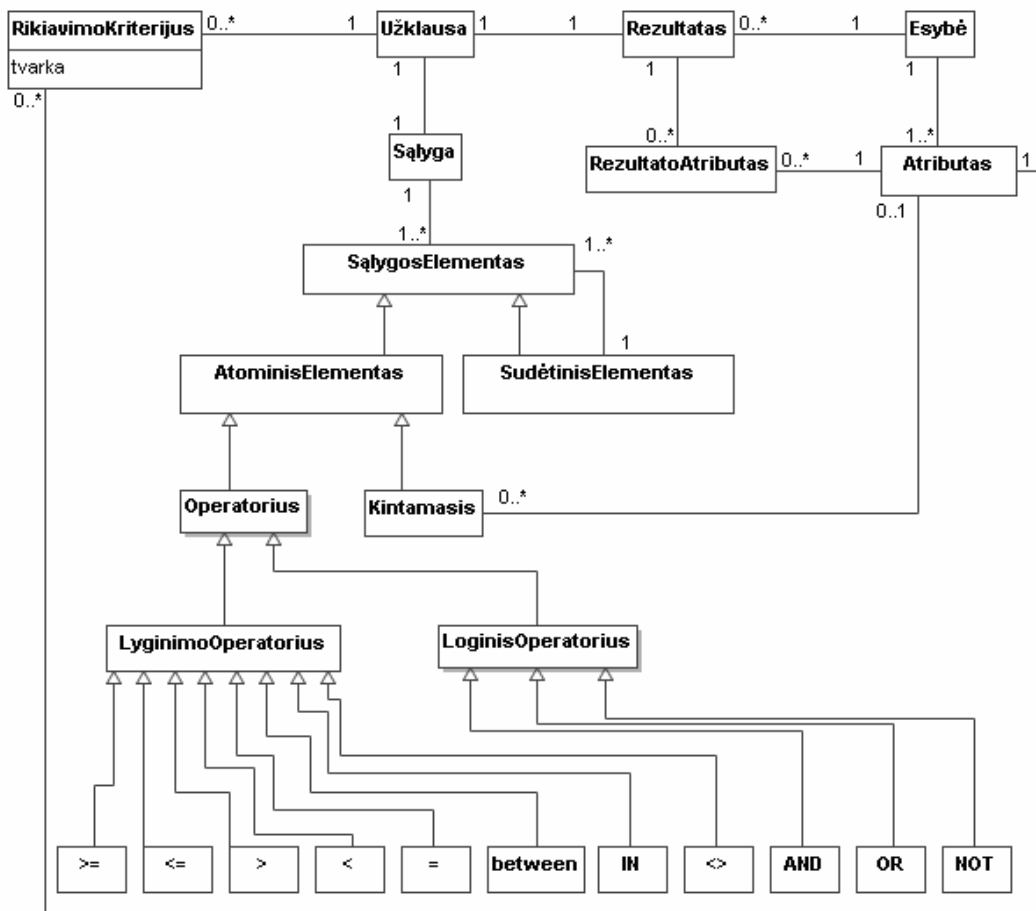 RikiavimoKriterijus 0..* 1 Užklausa 1 1 Rezultatas 0..* 1 Esybė
tvarka
0..* 1 1 1
1 0..* 1..*
Sąlyga RezultatoAtributas 0..* 1 Atributas 1
1 0..1
1..* 1..*
SąlygosElementas
1
AtominisElementas SudėtinisElementas
Operatorius Kintamasis 0..*
LyginimoOperatorius LoginisOperatorius
>= <= > < = between IN <> AND OR NOT